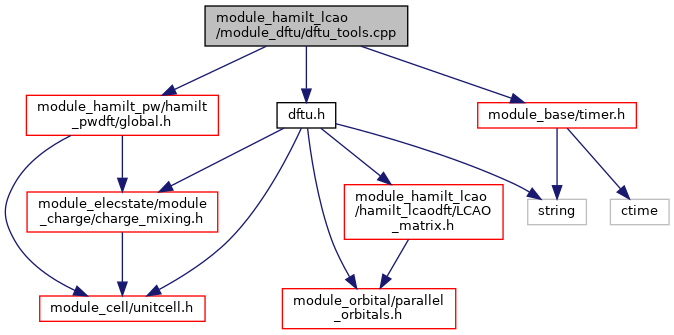 module_hamilt_lcao
/module_dftu/dftu_tools.cpp
module_hamilt_pw/hamilt
_pwdft/global.h
dftu.h
module_base/timer.h
module_elecstate/module
_charge/charge_mixing.h
module_hamilt_lcao
/hamilt_lcaodft/LCAO
_matrix.h
string
ctime
module_cell/unitcell.h
module_orbital/parallel
_orbitals.h